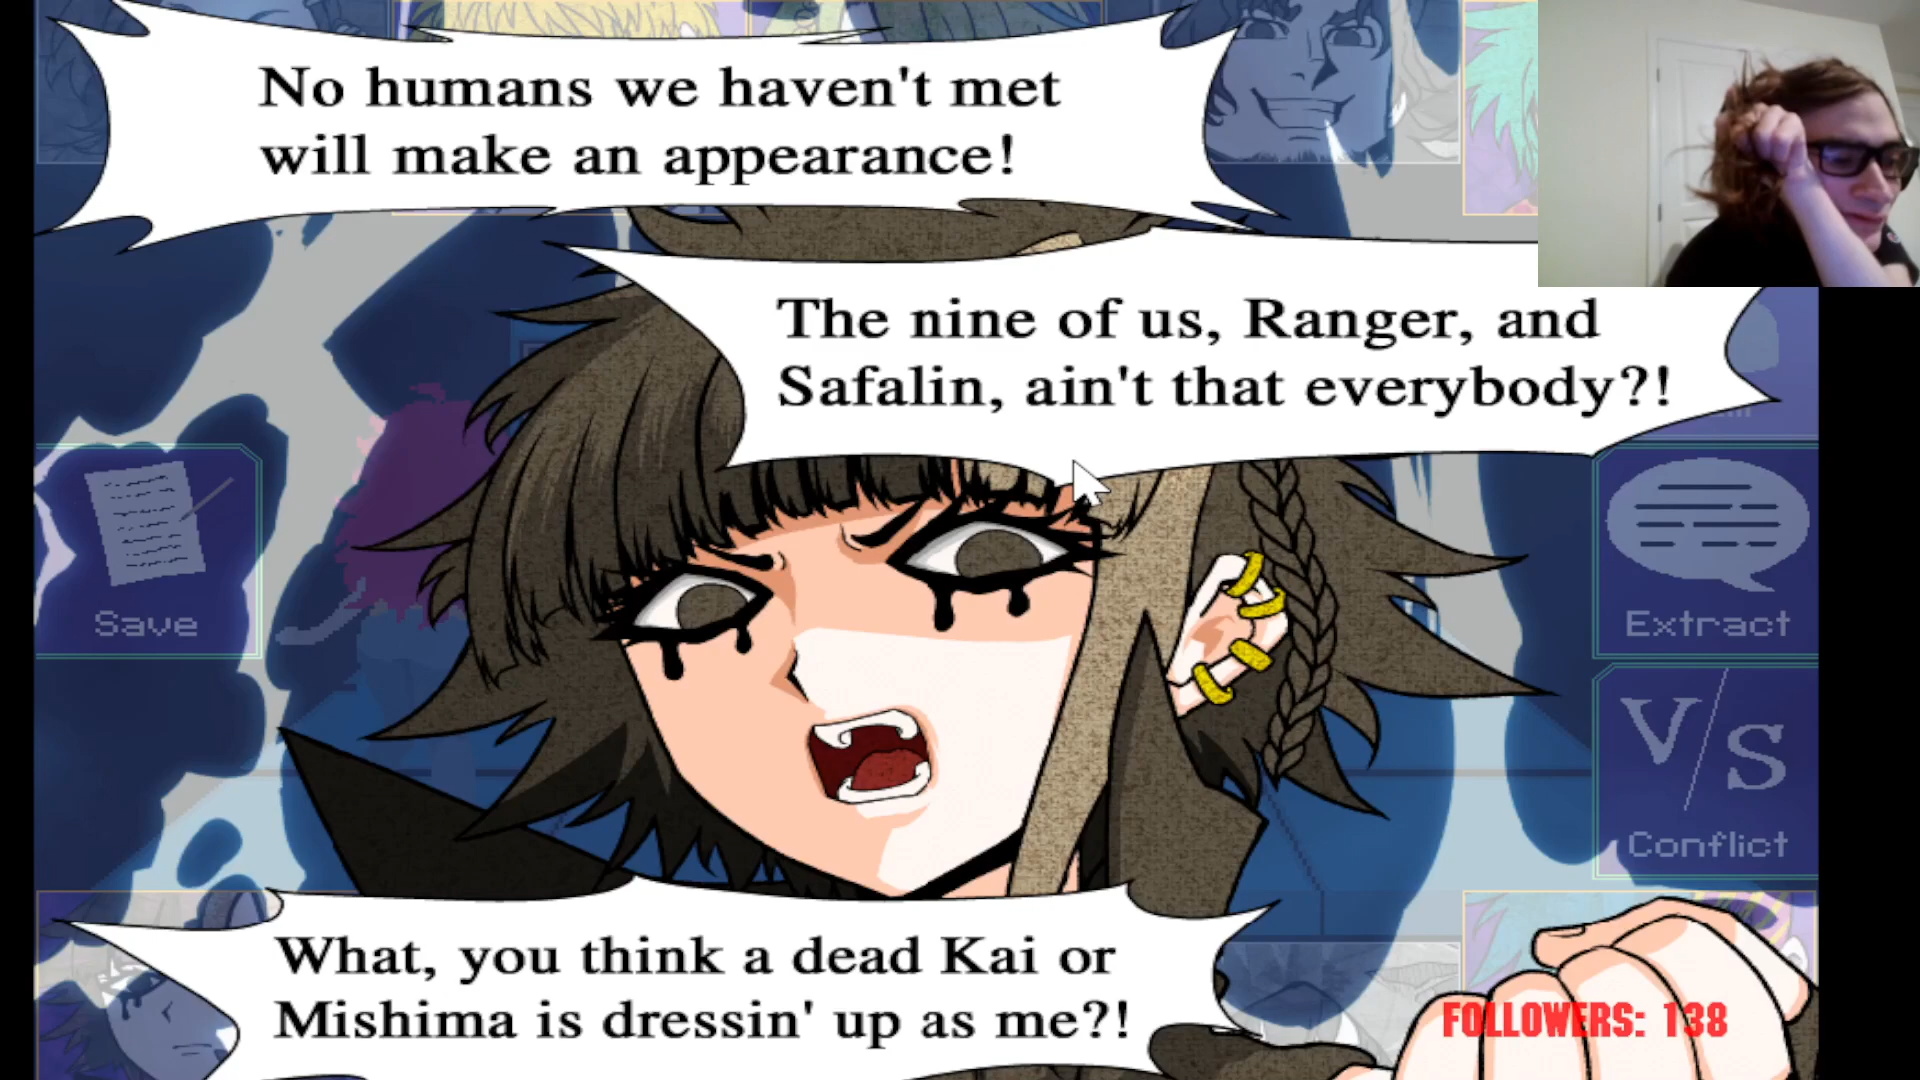 No humans we haven't met
will make an appearance!
The nine of us, Ranger, and
Safalin, ain't that everybody?!
Save
Extract
V/S
Conflict
What, you think a dead Kai or
Mishima is dressin' up as me?!
FOLLOWERS: 138